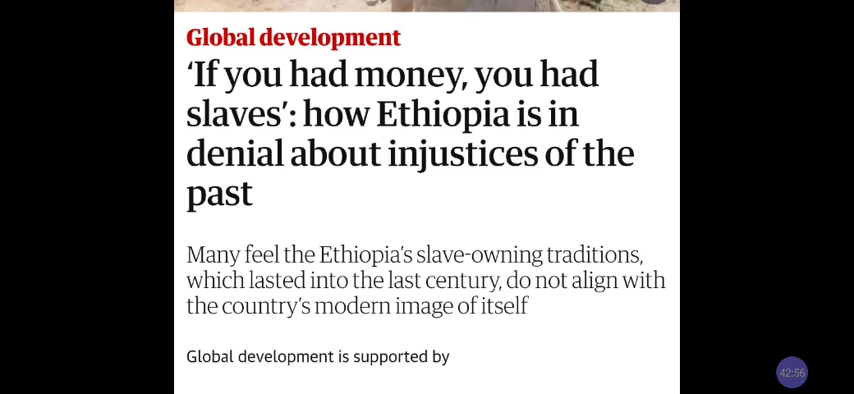 Global development
‘If you had money, you had
slaves’: how Ethiopia is in
denial about injustices of the
past
Many feel the Ethiopia’s slave-owning traditions,
which lasted into the last century, do not align with
the country’s modern image of itself
Global development is supported by
42:56